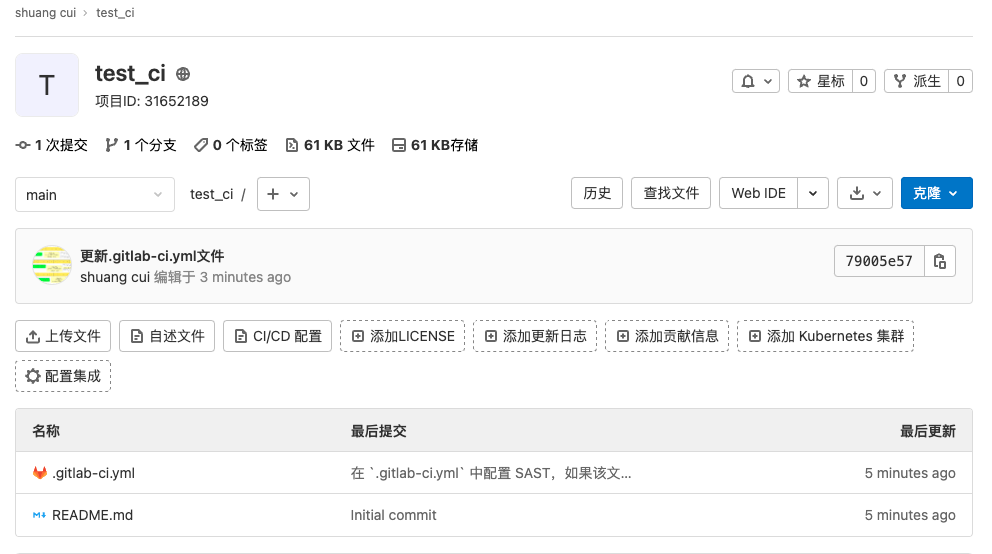 shuang cui › test_ci
T
test_ci
项目ID: 31652189
星标 0 派生 0
1 次提交 1 个分支 0 个标签 61 KB 文件 61 KB存储
main test_ci / 历史 查找文件 Web IDE 克隆
更新.gitlab-ci.yml文件
shuang cui 编辑于 3 minutes ago
79005e57
上传文件 自述文件 CI/CD 配置 添加LICENSE 添加更新日志 添加贡献信息 添加 Kubernetes 集群
配置集成
名称 最后提交 最后更新
.gitlab-ci.yml 在 `.gitlab-ci.yml` 中配置 SAST，如果该文... 5 minutes ago
README.md Initial commit 5 minutes ago